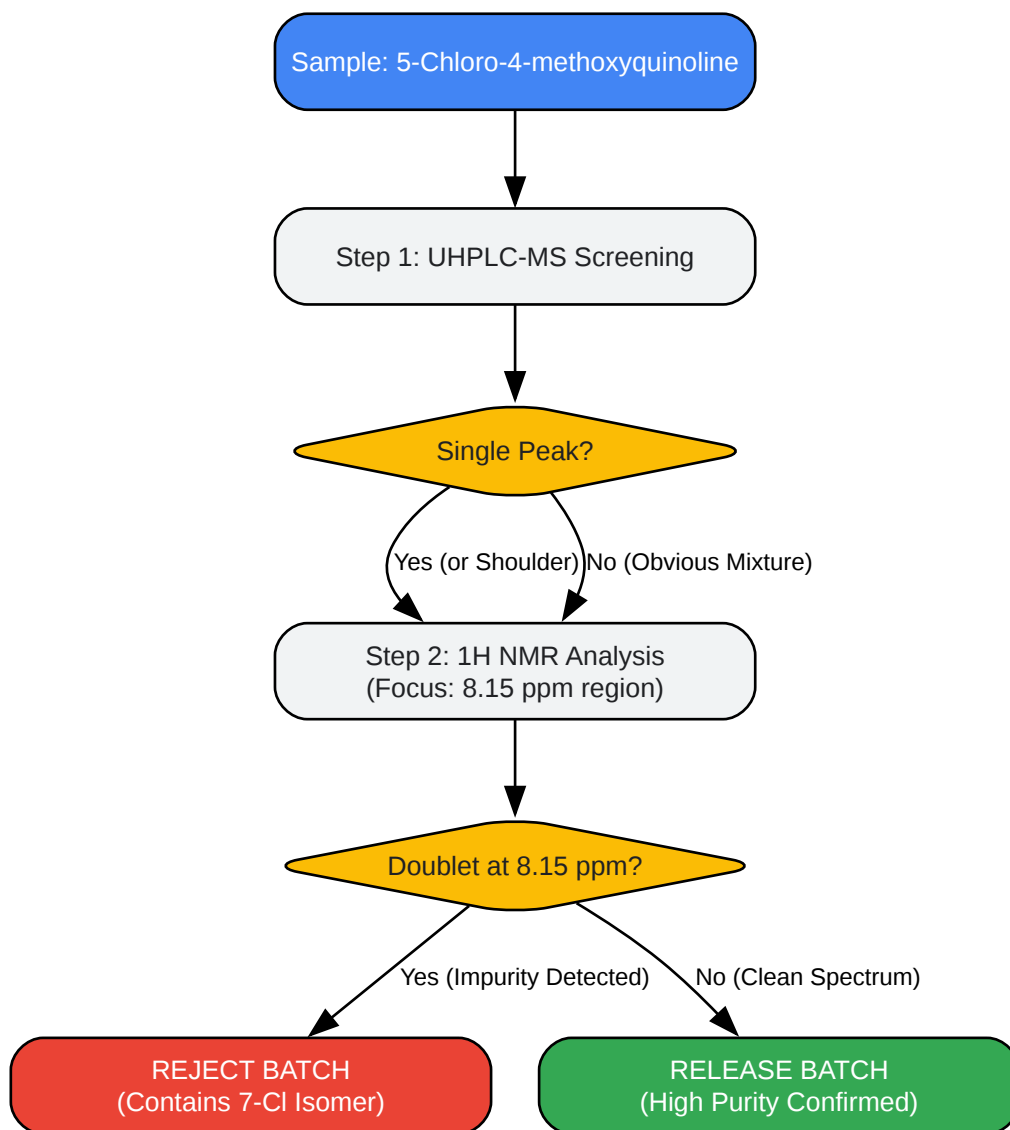 Sample: 5-Chloro-4-methoxyquinoline
Step 1: UHPLC-MS Screening
Single Peak?
Yes (or Shoulder)
No (Obvious Mixture)
Step 2: 1H NMR Analysis
(Focus: 8.15 ppm region)
Doublet at 8.15 ppm?
Yes (Impurity Detected)
No (Clean Spectrum)
REJECT BATCH
(Contains 7-Cl Isomer)
RELEASE BATCH
(High Purity Confirmed)